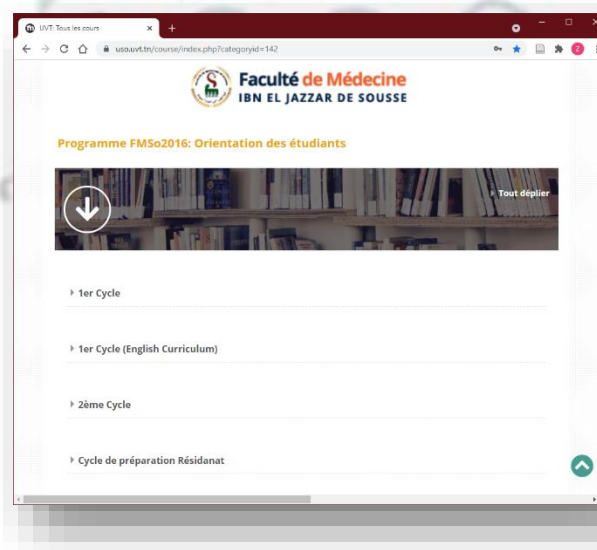 UVT: Tous les cours
uso.uvt.tn/course/index.php?categoryid=142
Z
Faculté de Médecine
IBN EL JAZZAR DE SOUSSE
Programme FMSo2016: Orientation des étudiants
Tout déplier
1er Cycle
1er Cycle (English Curriculum)
2ème Cycle
Cycle de préparation Résidanat